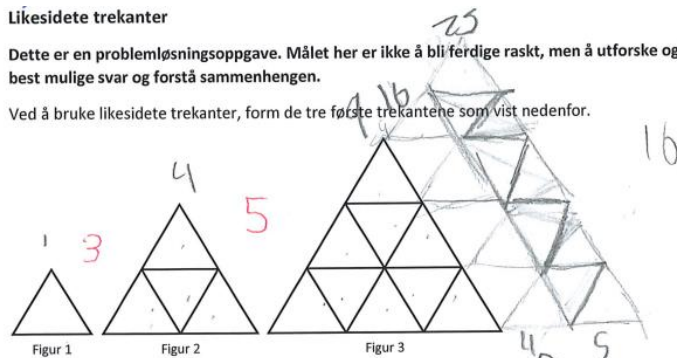 Likesidete trekanter
Dette er en problemløsningsoppgave. Målet her er ikke å bli ferdige raskt, men å utforske og
best mulige svar og forstå sammenhengen.
Ved å bruke likesidete trekanter, form de tre første trekantene som vist nedenfor.
25
9 16
16
4
1 3
5
Figur 1
Figur 2
Figur 3
4
5